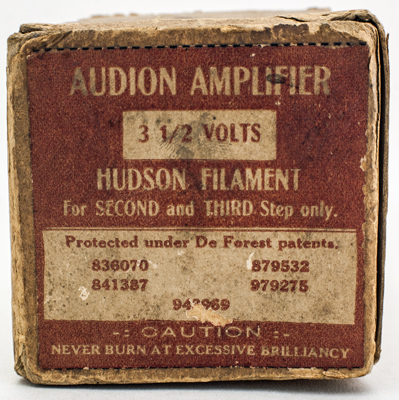 AUDION AMPLIFIER
3 1/2 VOLTS
HUDSON FILAMENT
For SECOND and THIRD Step only.
Protected under De Forest patents.
836070 879532
841387 979275
943969
-: CAUTION :-
NEVER BURN AT EXCESSIVE BRILLIANCY